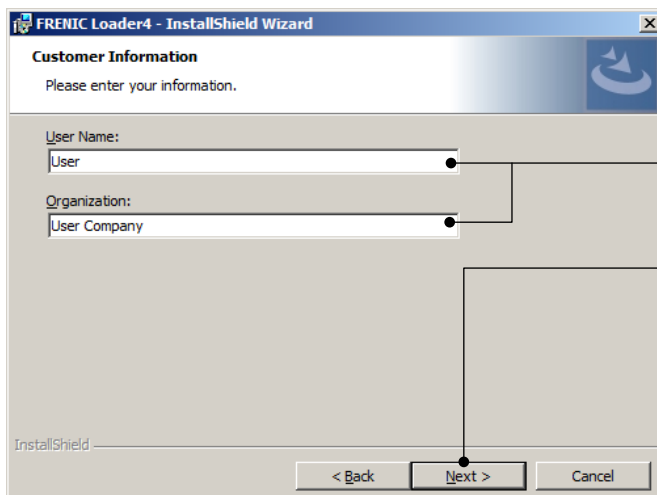 FRENIC Loader4 - InstallShield Wizard
Customer Information
Please enter your information.
User Name:
User
Organization:
User Company
InstallShield
< Back Next > Cancel